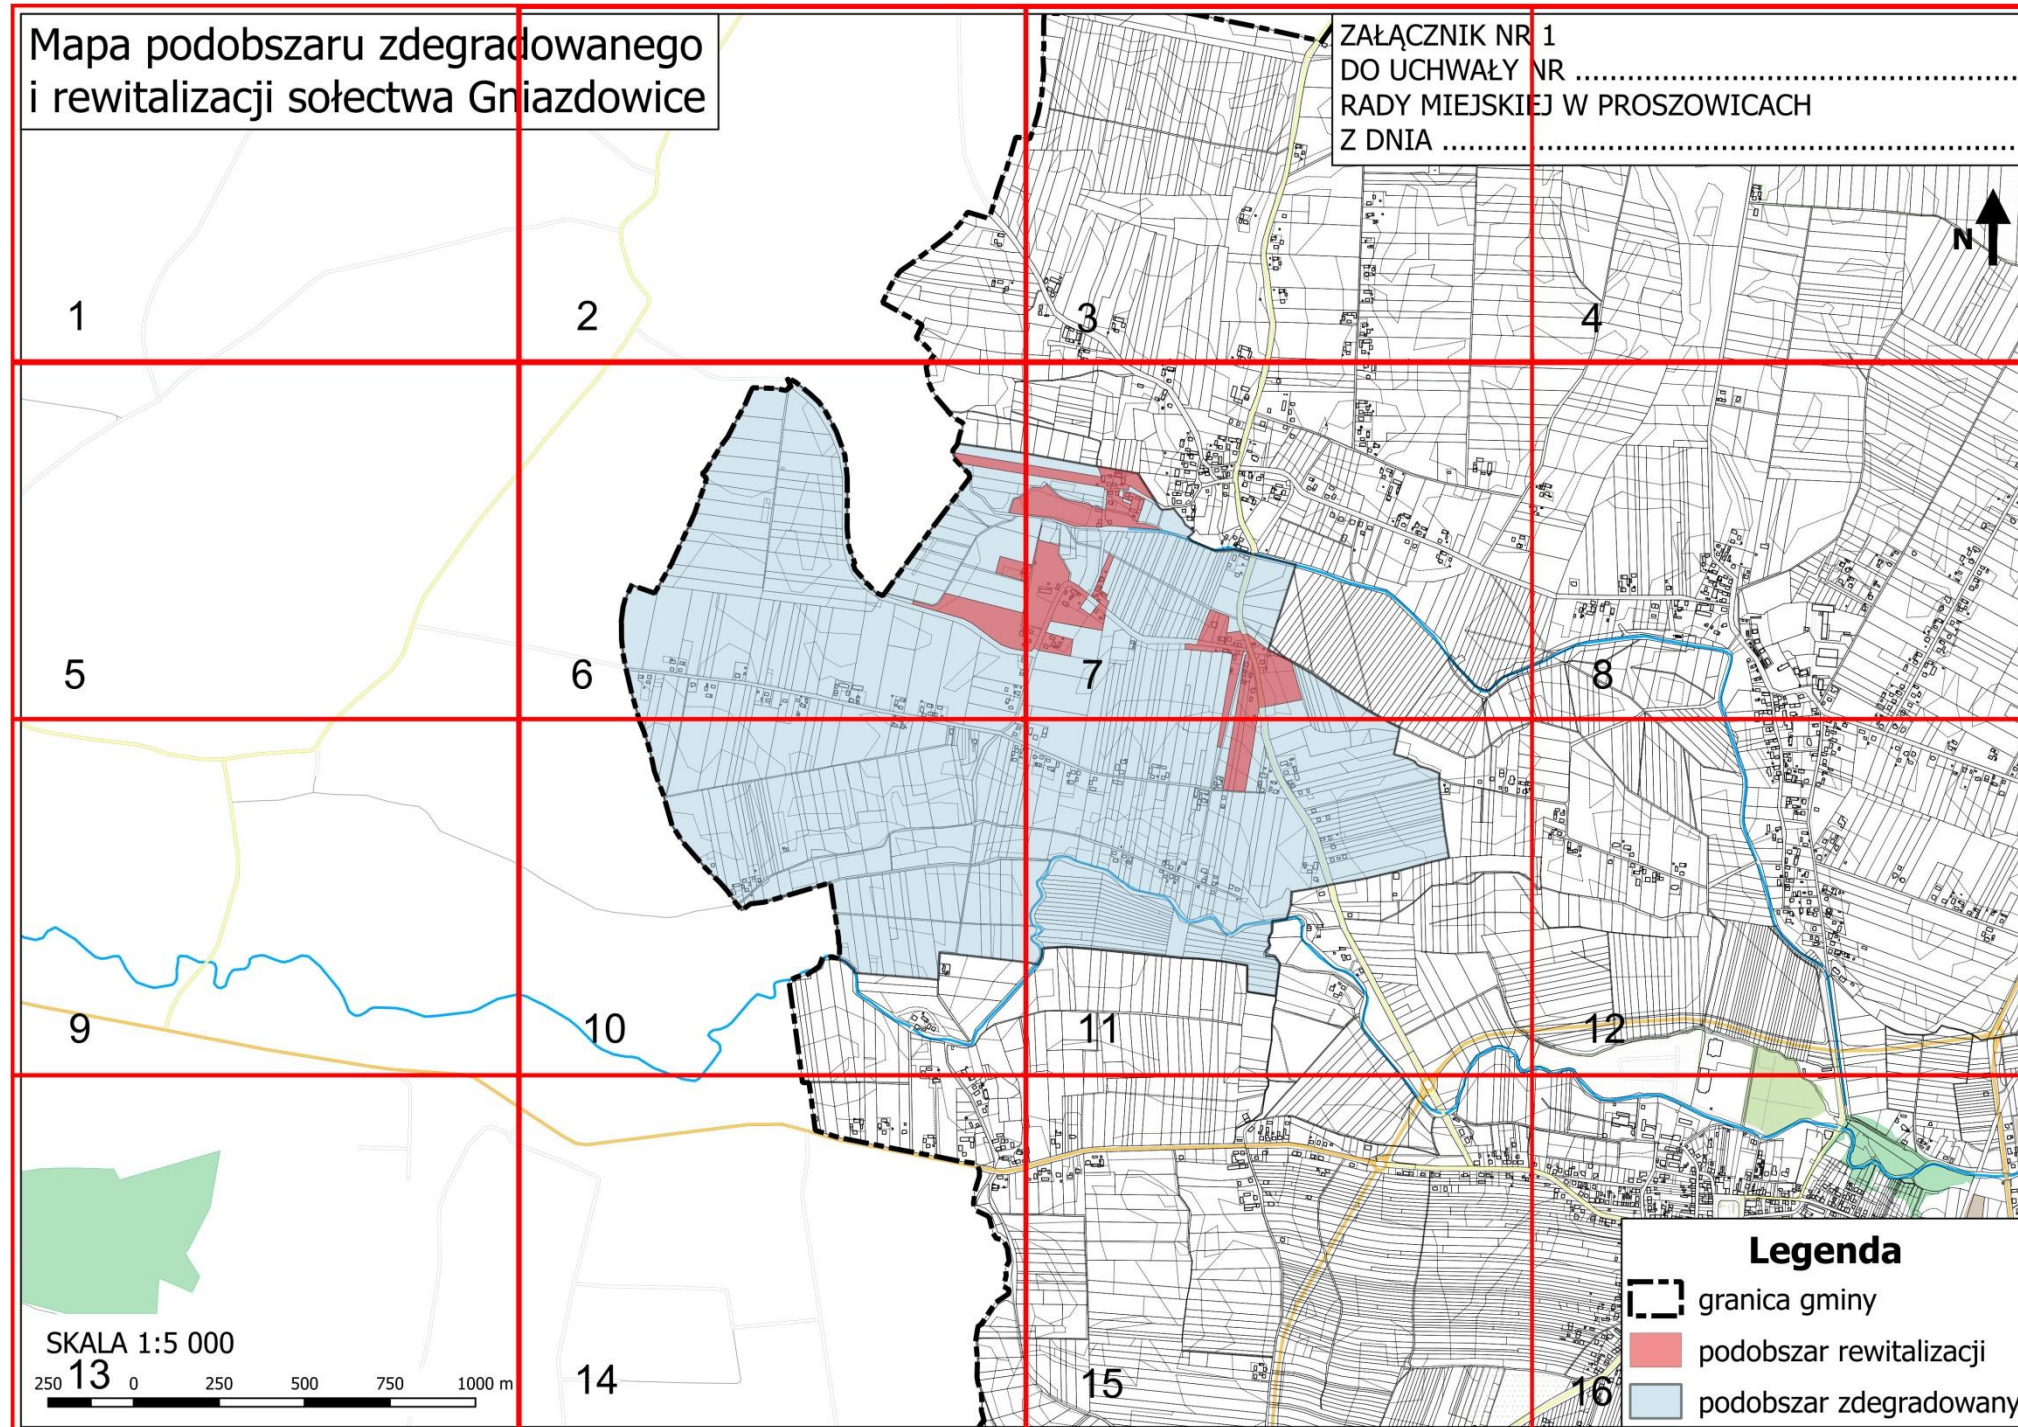 Mapa podobszaru zdegradowanego
i rewitalizacji sołectwa Gniazdowice
ZAŁĄCZNIK NR 1
DO UCHWAŁY NR ......................................................
RADY MIEJSKIEJ W PROSZOWICACH
Z DNIA ......................................................................
N
1
2
3
4
5
6
7
8
9
10
11
12
13
14
15
16
SKALA 1:5 000
250 0 250 500 750 1000 m
Legenda
granica gminy
podobszar rewitalizacji
podobszar zdegradowany